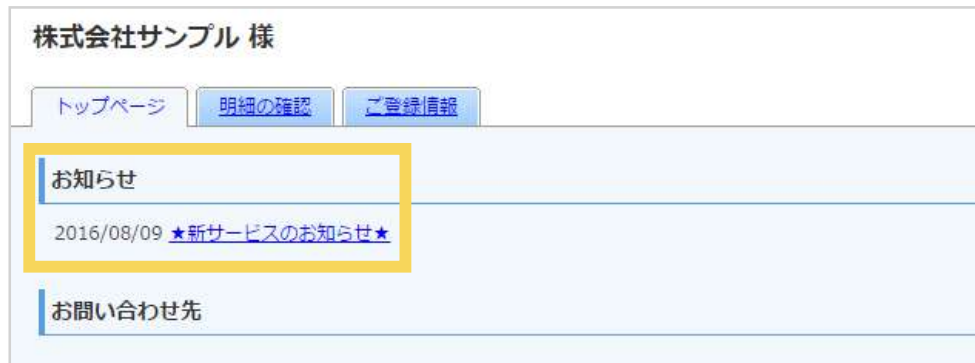 株式会社サンプル 様
トップページ 明細の確認 ご登録情報
お知らせ
2016/08/09 ★新サービスのお知らせ★
お問い合わせ先